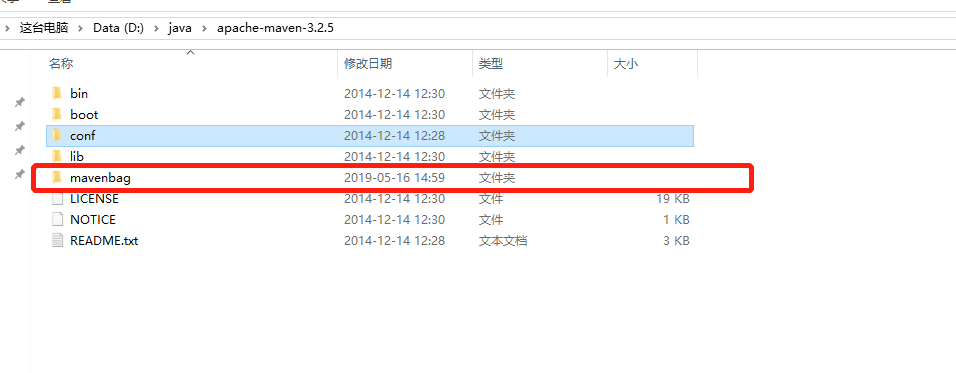 这台电脑 > Data (D:) > java > apache-maven-3.2.5
名称 修改日期 类型 大小
bin 2014-12-14 12:30 文件夹
boot 2014-12-14 12:30 文件夹
conf 2014-12-14 12:28 文件夹
lib 2014-12-14 12:30 文件夹
mavenbag 2019-05-16 14:59 文件夹
LICENSE 2014-12-14 12:30 文件 19 KB
NOTICE 2014-12-14 12:30 文件 1 KB
README.txt 2014-12-14 12:28 文本文档 3 KB